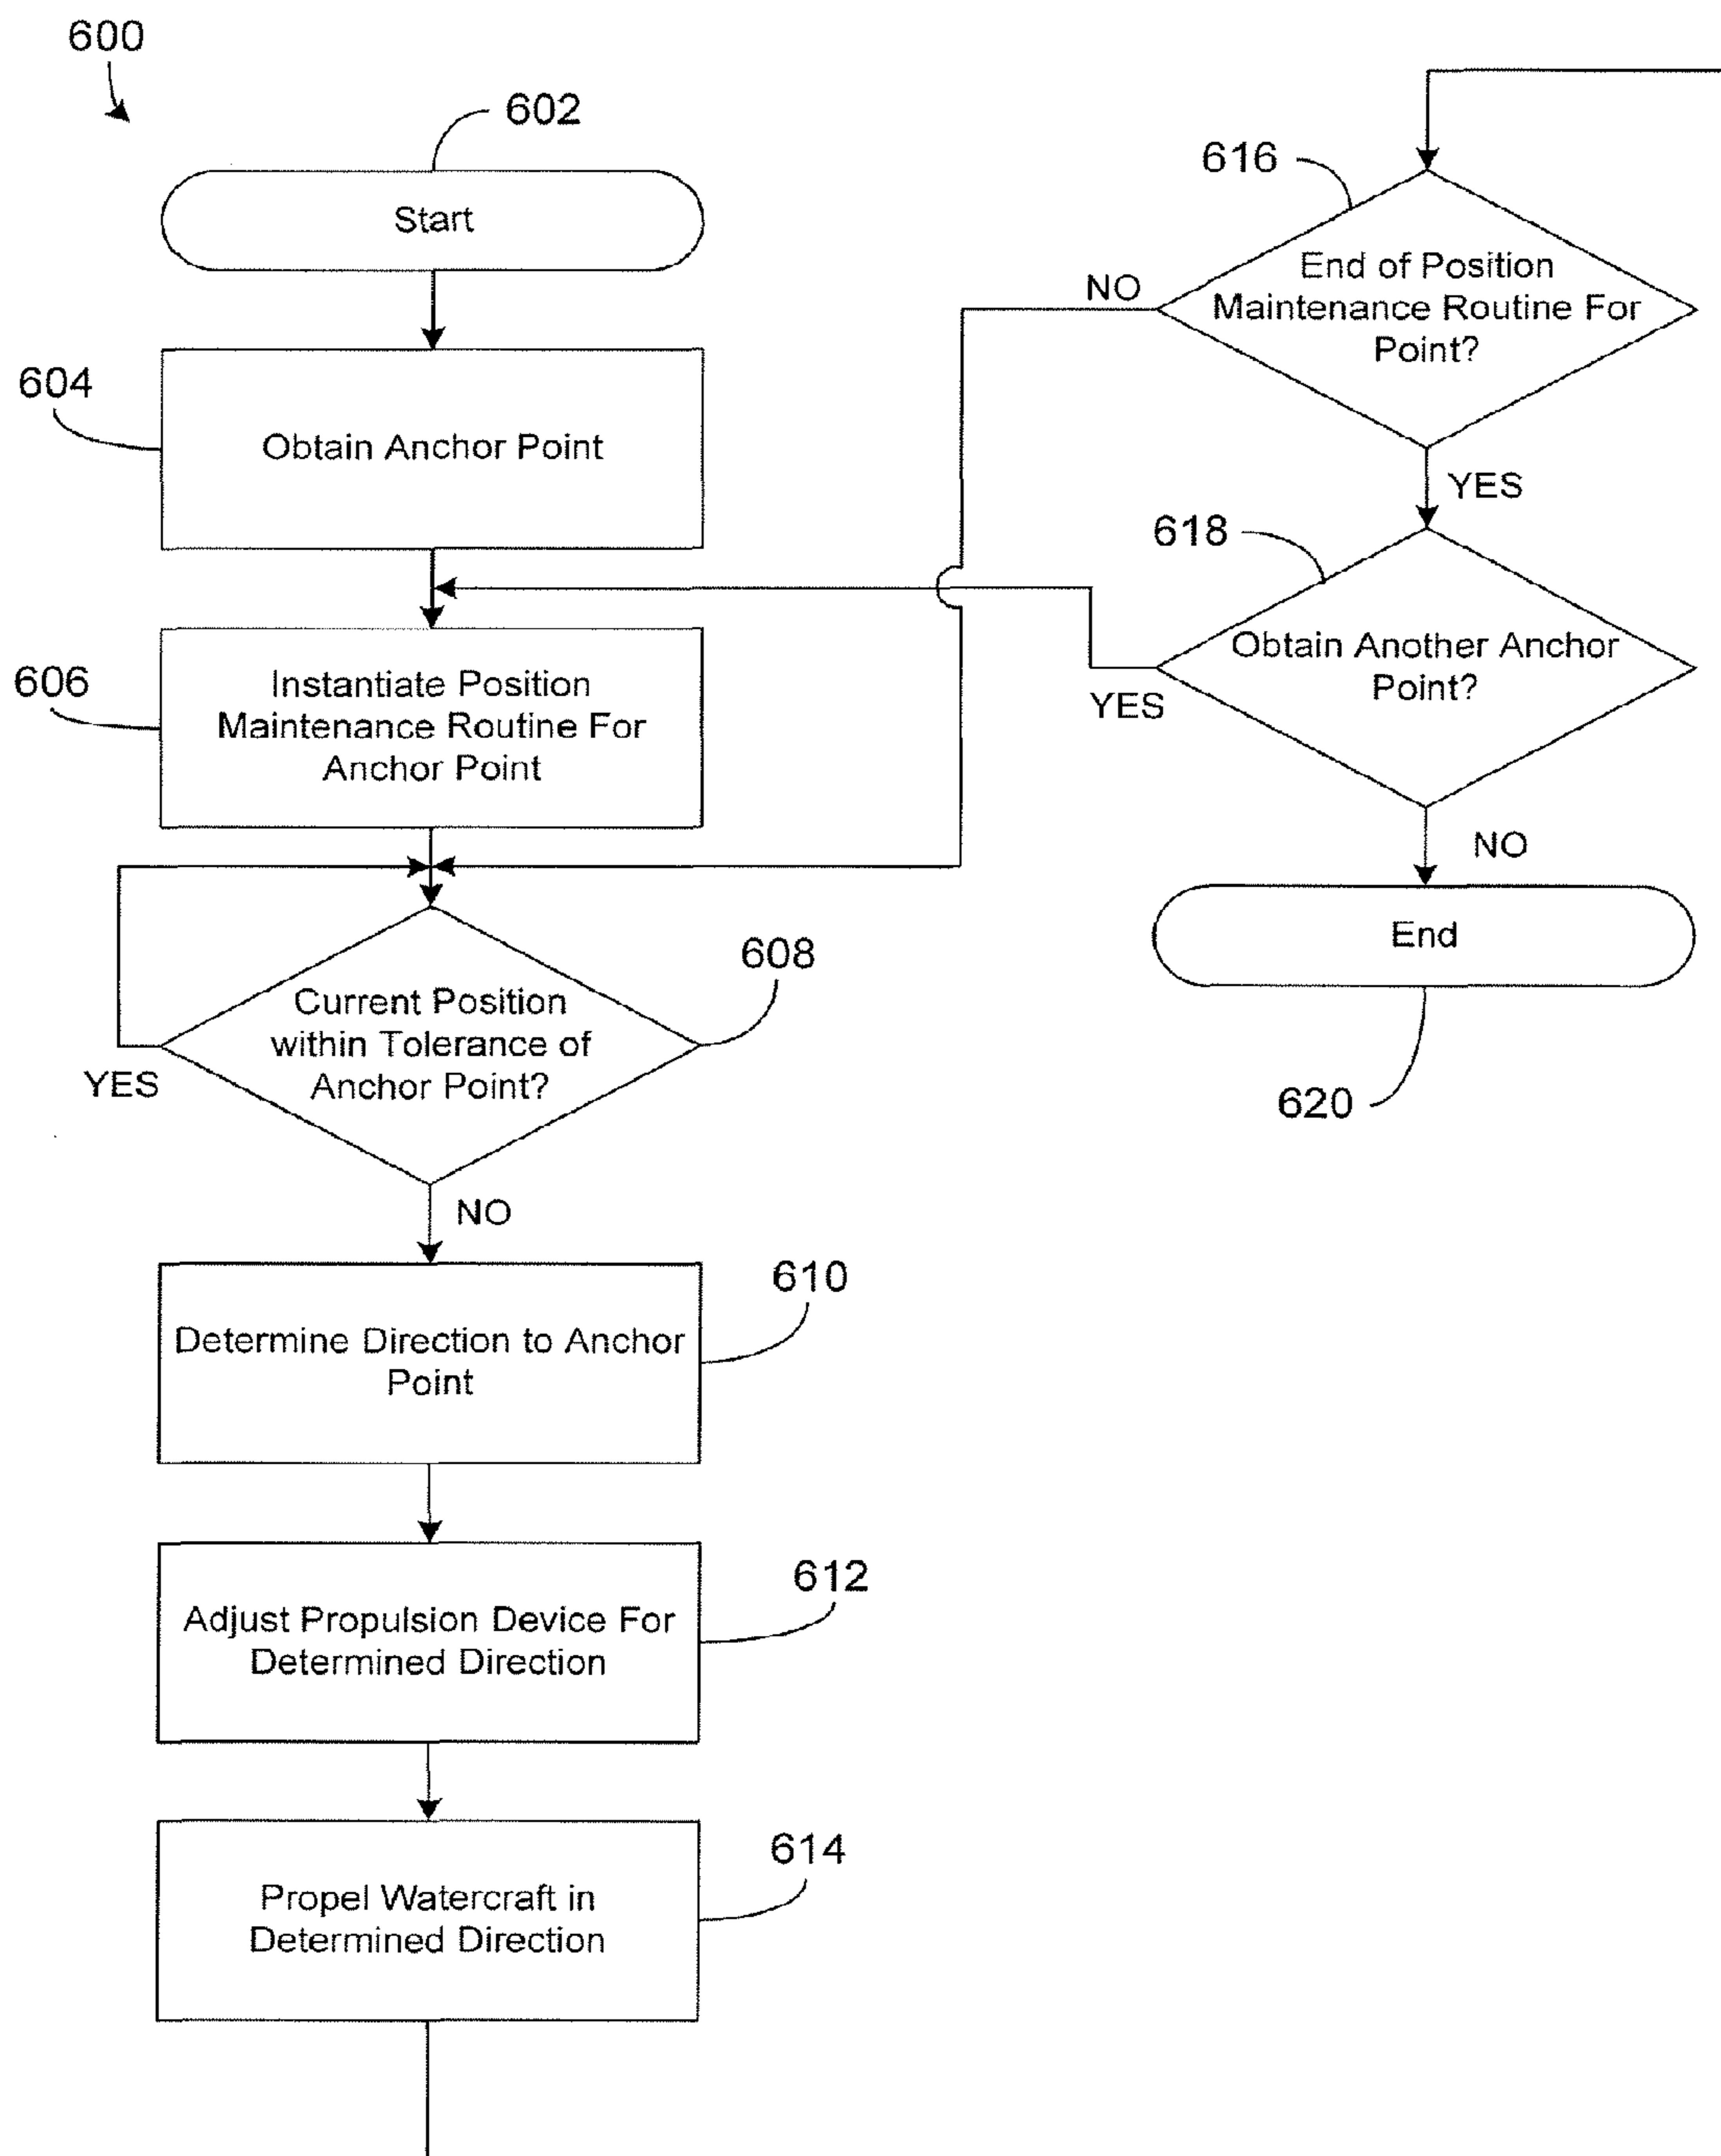 600
602
Start
604
Obtain Anchor Point
606
Instantiate Position
Maintenance Routine For
Anchor Point
608
Current Position
within Tolerance of
Anchor Point?
YES
NO
610
Determine Direction to Anchor
Point
612
Adjust Propulsion Device For
Determined Direction
614
Propel Watercraft in
Determined Direction
616
End of Position
Maintenance Routine For
Point?
NO
YES
618
Obtain Another Anchor
Point?
YES
NO
End
620